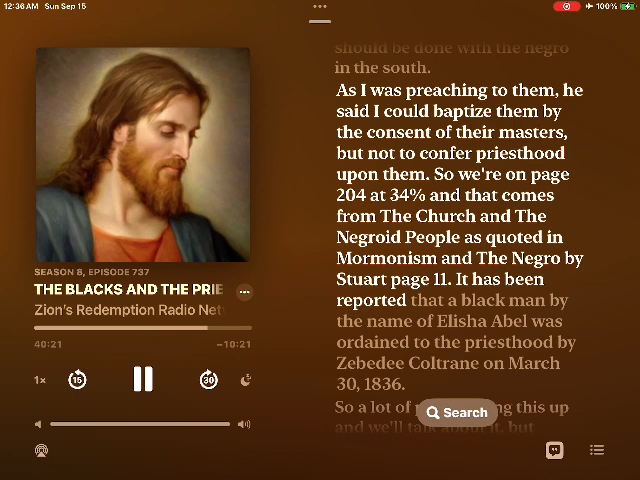 12:36 AM Sun Sep 15
100%
should be done with the negro
in the south.
As I was preaching to them, he
said I could baptize them by
the consent of their masters,
but not to confer priesthood
upon them. So we're on page
204 at 34% and that comes
from The Church and The
Negroid People as quoted in
Mormonism and The Negro by
Stuart page 11. It has been
reported that a black man by
the name of Elisha Abel was
ordained to the priesthood by
Zebedee Coltrane on March
30, 1836.
So a lot of ng this up
and we'll talk about it, but
Search
SEASON 8, EPISODE 737
THE BLACKS AND THE PRIE
Zion's Redemption Radio Net
40:21
-10:21
1x
15
30